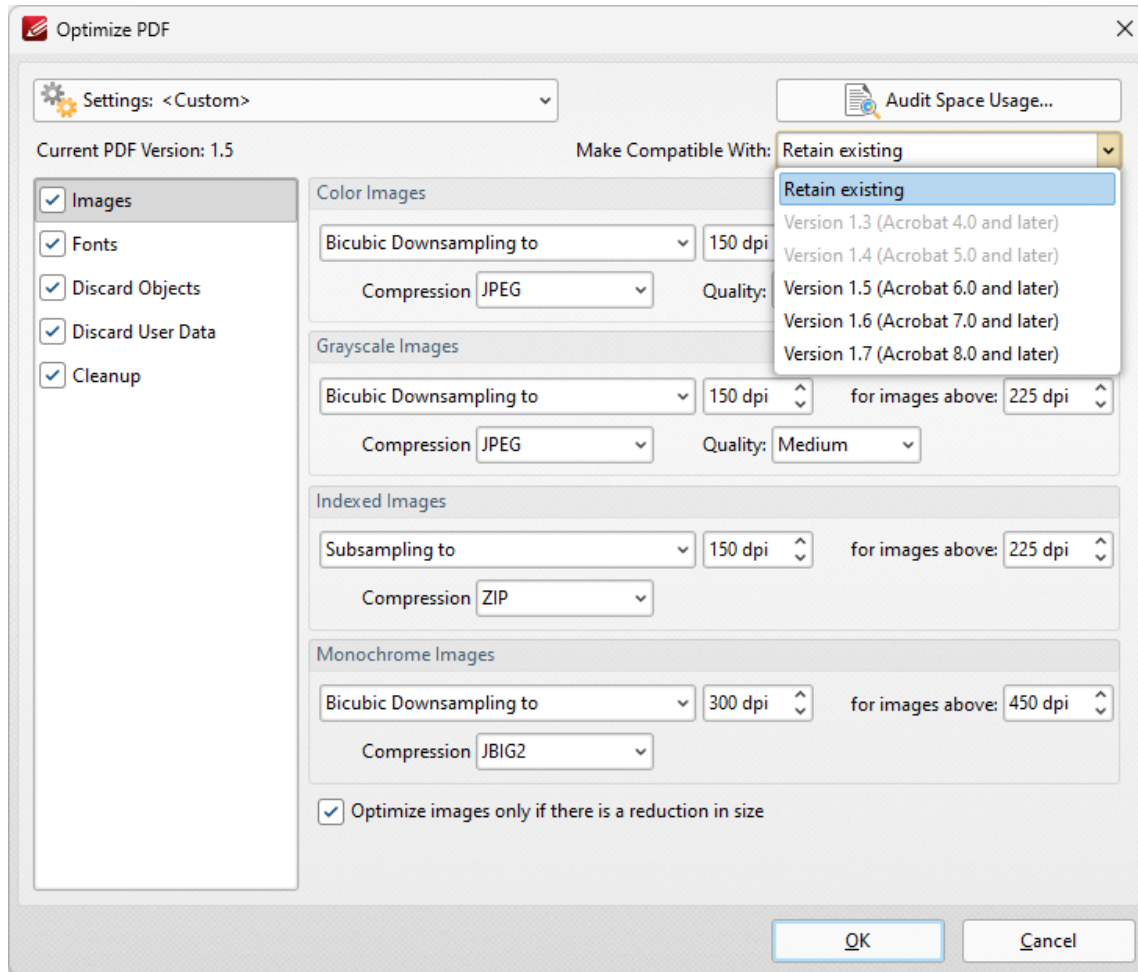 Optimize PDF
Settings: <Custom>
Audit Space Usage...
Current PDF Version: 1.5
Make Compatible With: Retain existing
Retain existing
Version 1.3 (Acrobat 4.0 and later)
Version 1.4 (Acrobat 5.0 and later)
Version 1.5 (Acrobat 6.0 and later)
Version 1.6 (Acrobat 7.0 and later)
Version 1.7 (Acrobat 8.0 and later)
Images
Fonts
Discard Objects
Discard User Data
Cleanup
Color Images
Bicubic Downsampling to 150 dpi
Compression JPEG Quality:
Grayscale Images
Bicubic Downsampling to 150 dpi for images above: 225 dpi
Compression JPEG Quality: Medium
Indexed Images
Subsampling to 150 dpi for images above: 225 dpi
Compression ZIP
Monochrome Images
Bicubic Downsampling to 300 dpi for images above: 450 dpi
Compression JBIG2
Optimize images only if there is a reduction in size
OK Cancel